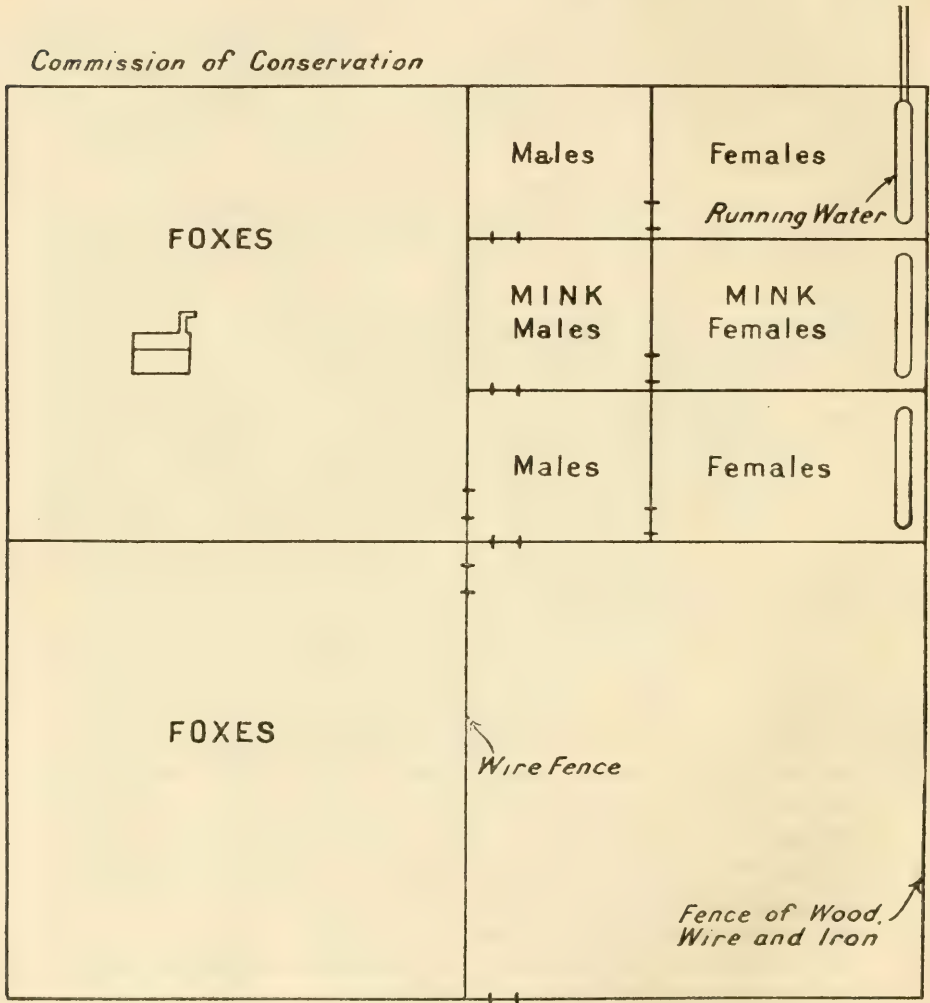 Commission of Conservation
Males
Females
Running Water
FOXES
MINK
Males
MINK
Females
Males
Females
FOXES
Wire Fence
Fence of Wood,
Wire and Iron